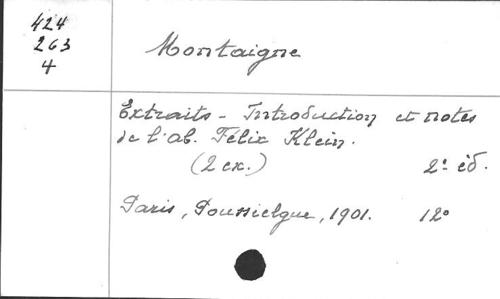 424
263
4
Montaigne
Extraits - Introduction et notes
de l'ab. Félix Klein.
(2 ex.) 2e éd.
Paris, Poussielgue, 1901. 12°